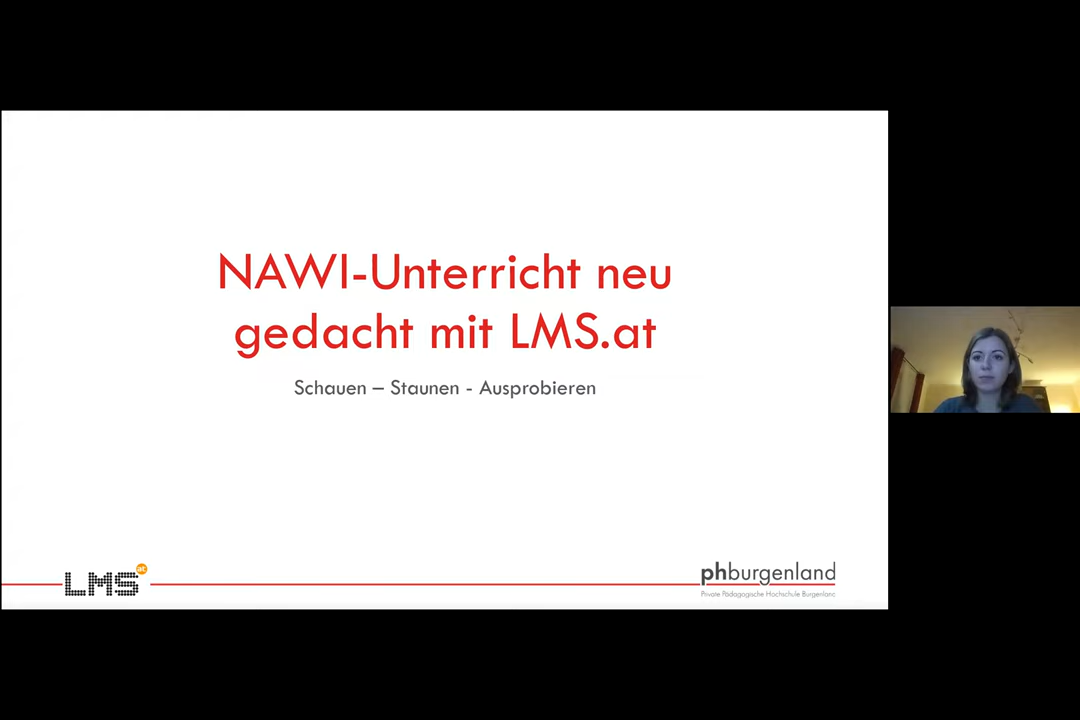 NAWI-Unterricht neu
gedacht mit LMS.at
Schauen – Staunen - Ausprobieren
LMS at
phburgenland
Private Pädagogische Hochschule Burgenland